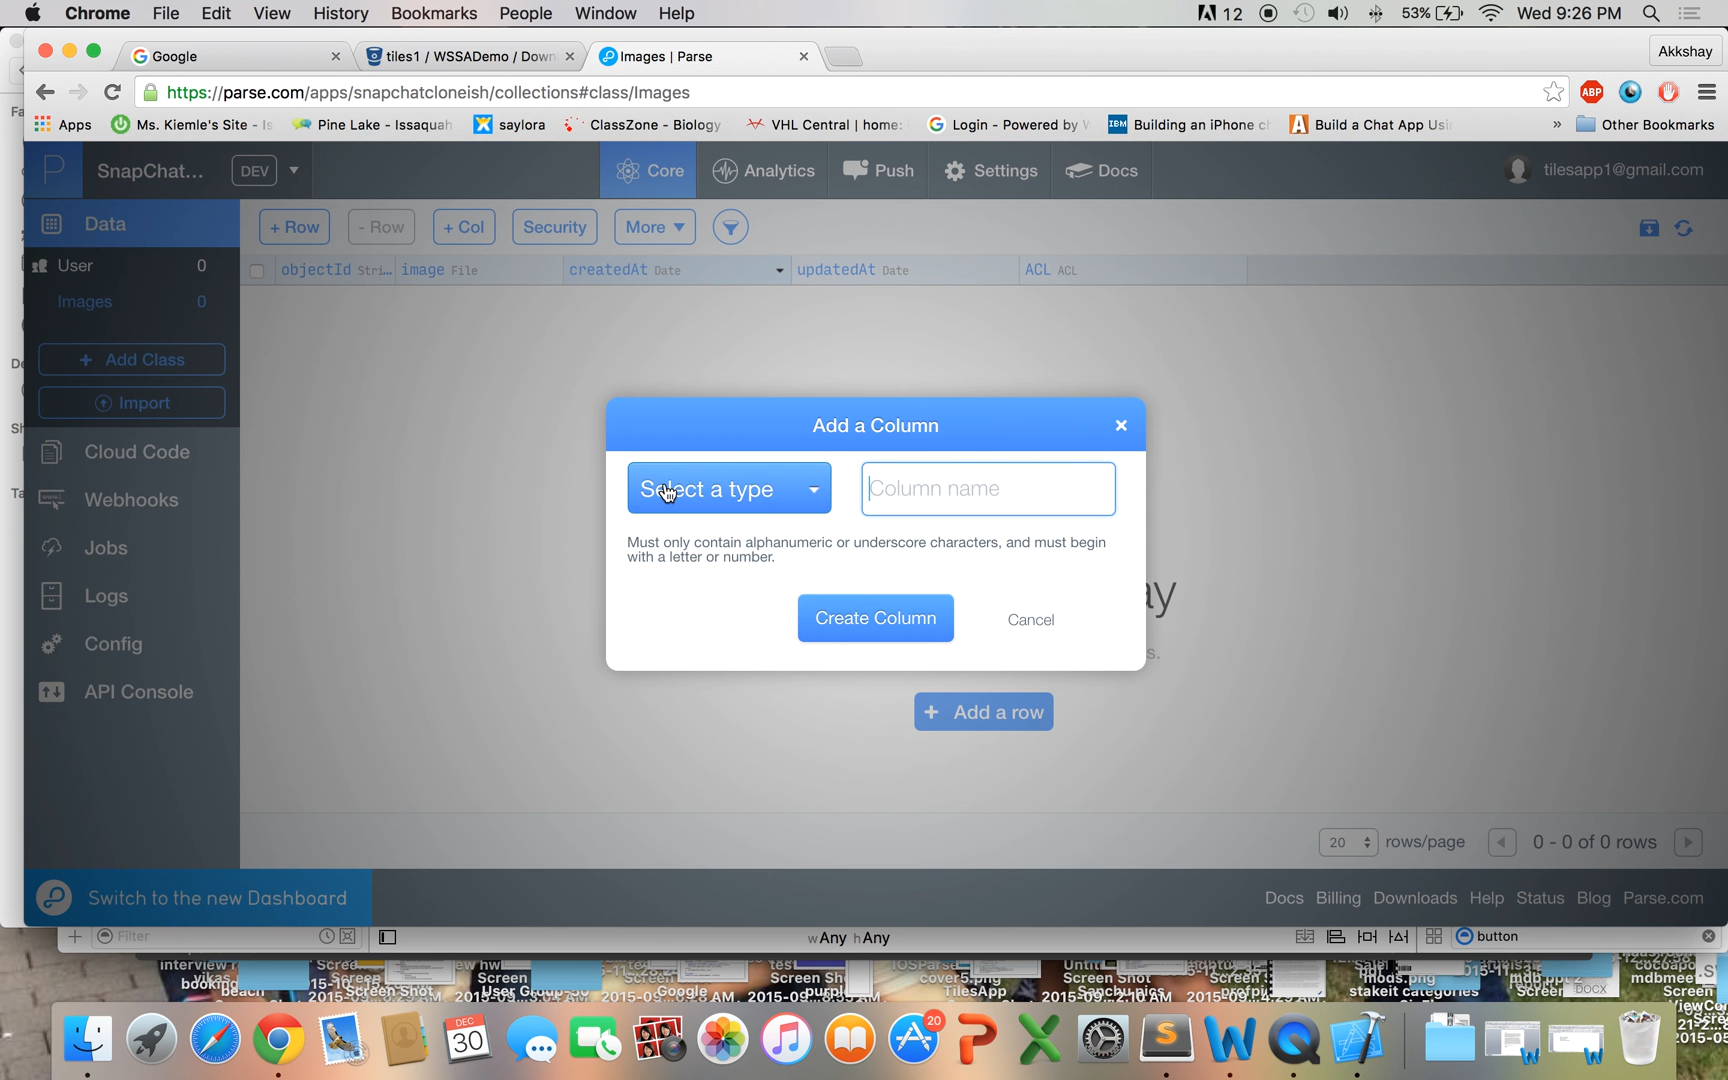 Chrome File Edit View History Bookmarks People Window Help 12 53% Wed 9:26 PM
Google tiles1 / WSSADemo / Down Images | Parse Akkshay
https://parse.com/apps/snapchatcloneish/collections#class/Images ABP
Apps Ms. Kiemle's Site - Is Pine Lake - Issaquah saylora ClassZone - Biology VHL Central | home: Login - Powered by IBM Building an iPhone Build a Chat App Usi » Other Bookmarks
SnapChat... DEV Core Analytics Push Settings Docs tilesapp1@gmail.com
Data + Row - Row + Col Security More
User 0 objectId Stri... image File createdAt Date updatedAt Date ACL ACL
Images 0
+ Add Class
Import
Add a Column ×
Cloud Code
Select a type Column name
Webhooks
Must only contain alphanumeric or underscore characters, and must begin
with a letter or number.
Jobs
Logs
ay
Create Column Cancel
Config
s.
API Console
+ Add a row
20 rows/page 0 - 0 of 0 rows
Switch to the new Dashboard Docs Billing Downloads Help Status Blog Parse.com
Filter wAny hAny button
DEC
30
20